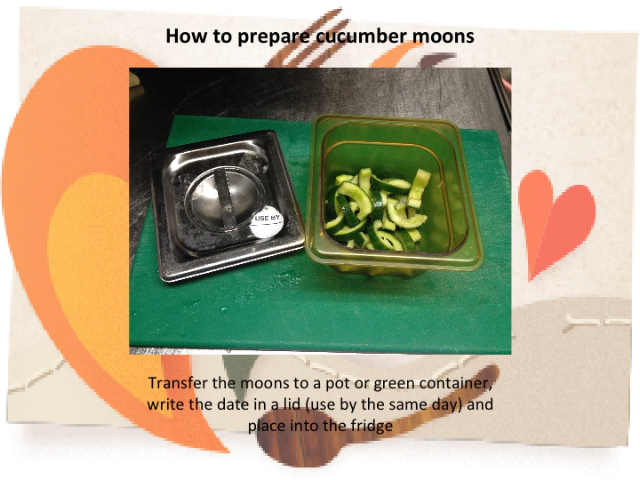 How to prepare cucumber moons
USE BY
Transfer the moons to a pot or green container,
write the date in a lid (use by the same day) and
place into the fridge